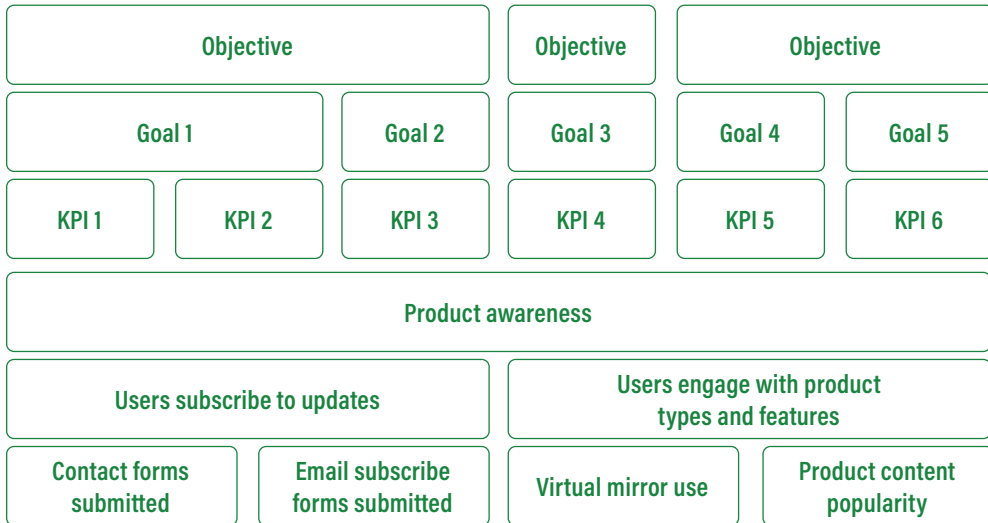 Objective
Objective
Objective
Goal 1
Goal 2
Goal 3
Goal 4
Goal 5
KPI 1
KPI 2
KPI 3
KPI 4
KPI 5
KPI 6
Product awareness
Users subscribe to updates
Users engage with product
types and features
Contact forms
submitted
Email subscribe
forms submitted
Virtual mirror use
Product content
popularity